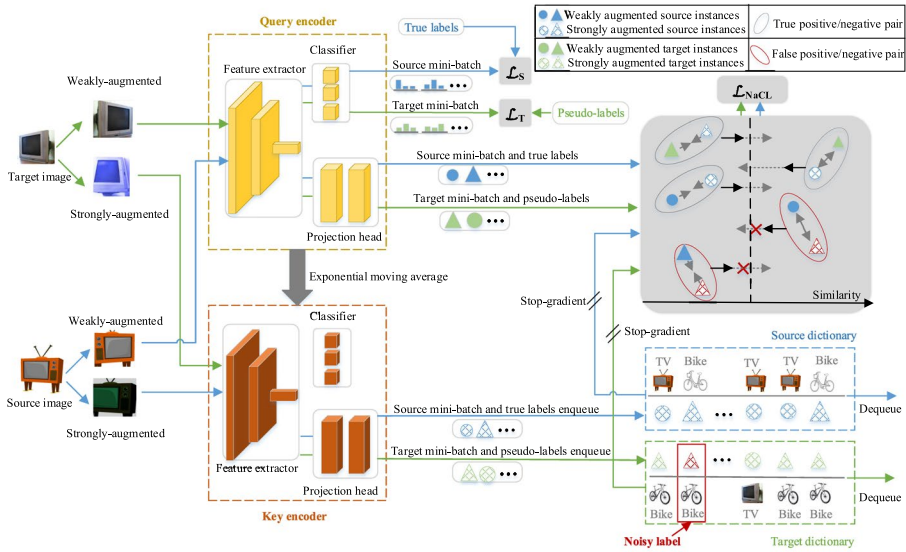 Query encoder
True labels
Weakly augmented source instances
Strongly augmented source instances
True positive/negative pair
Weakly augmented target instances
Strongly augmented target instances
False positive/negative pair
Classifier
Feature extractor
Source mini-batch
ℒS
Target mini-batch
ℒT
Pseudo-labels
ℒNaCL
Weakly-augmented
Target image
Strongly-augmented
Source mini-batch and true labels
Target mini-batch and pseudo-labels
Projection head
Exponential moving average
Stop-gradient
Stop-gradient
Similarity
Weakly-augmented
Source image
Strongly-augmented
Classifier
Feature extractor
Projection head
Key encoder
Source mini-batch and true labels enqueue
Target mini-batch and pseudo-labels enqueue
Source dictionary
TV Bike TV TV Bike
Dequeue
Dequeue
Bike Bike TV Bike Bike
Noisy label
Target dictionary